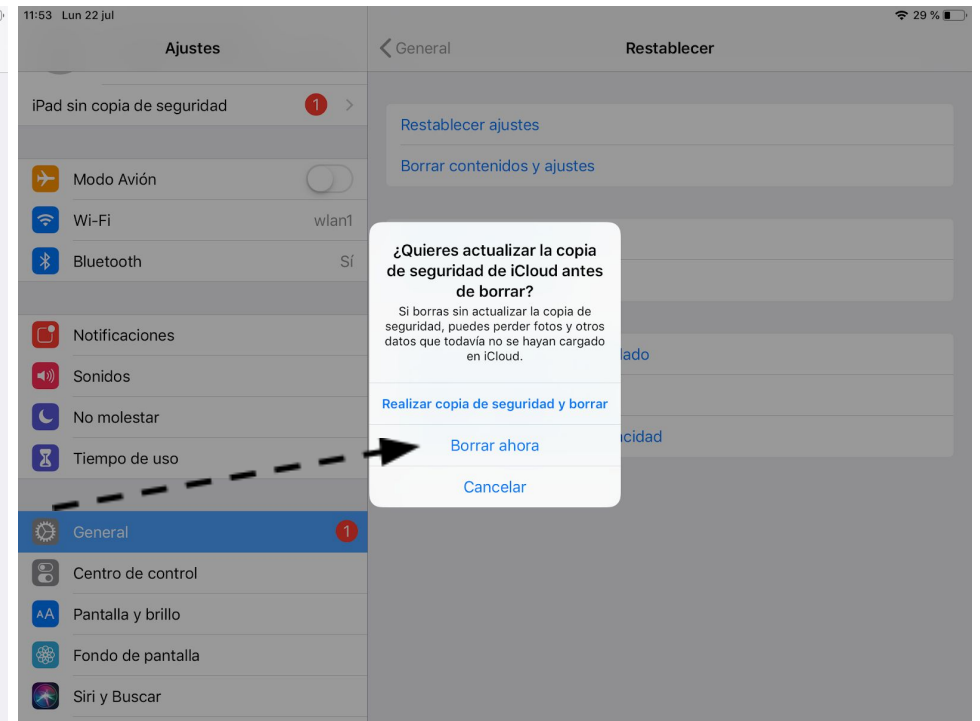 11:53 Lun 22 jul
29 %
Ajustes
iPad sin copia de seguridad
1
Modo Avión
Wi-Fi
wlan1
Bluetooth
Sí
Notificaciones
Sonidos
No molestar
Tiempo de uso
General
1
Centro de control
AA
Pantalla y brillo
Fondo de pantalla
Siri y Buscar
General
Restablecer
Restablecer ajustes
Borrar contenidos y ajustes
¿Quieres actualizar la copia
de seguridad de iCloud antes
de borrar?
Si borras sin actualizar la copia de
seguridad, puedes perder fotos y otros
datos que todavía no se hayan cargado
en iCloud.
Realizar copia de seguridad y borrar
Borrar ahora
Cancelar
lado
acidad